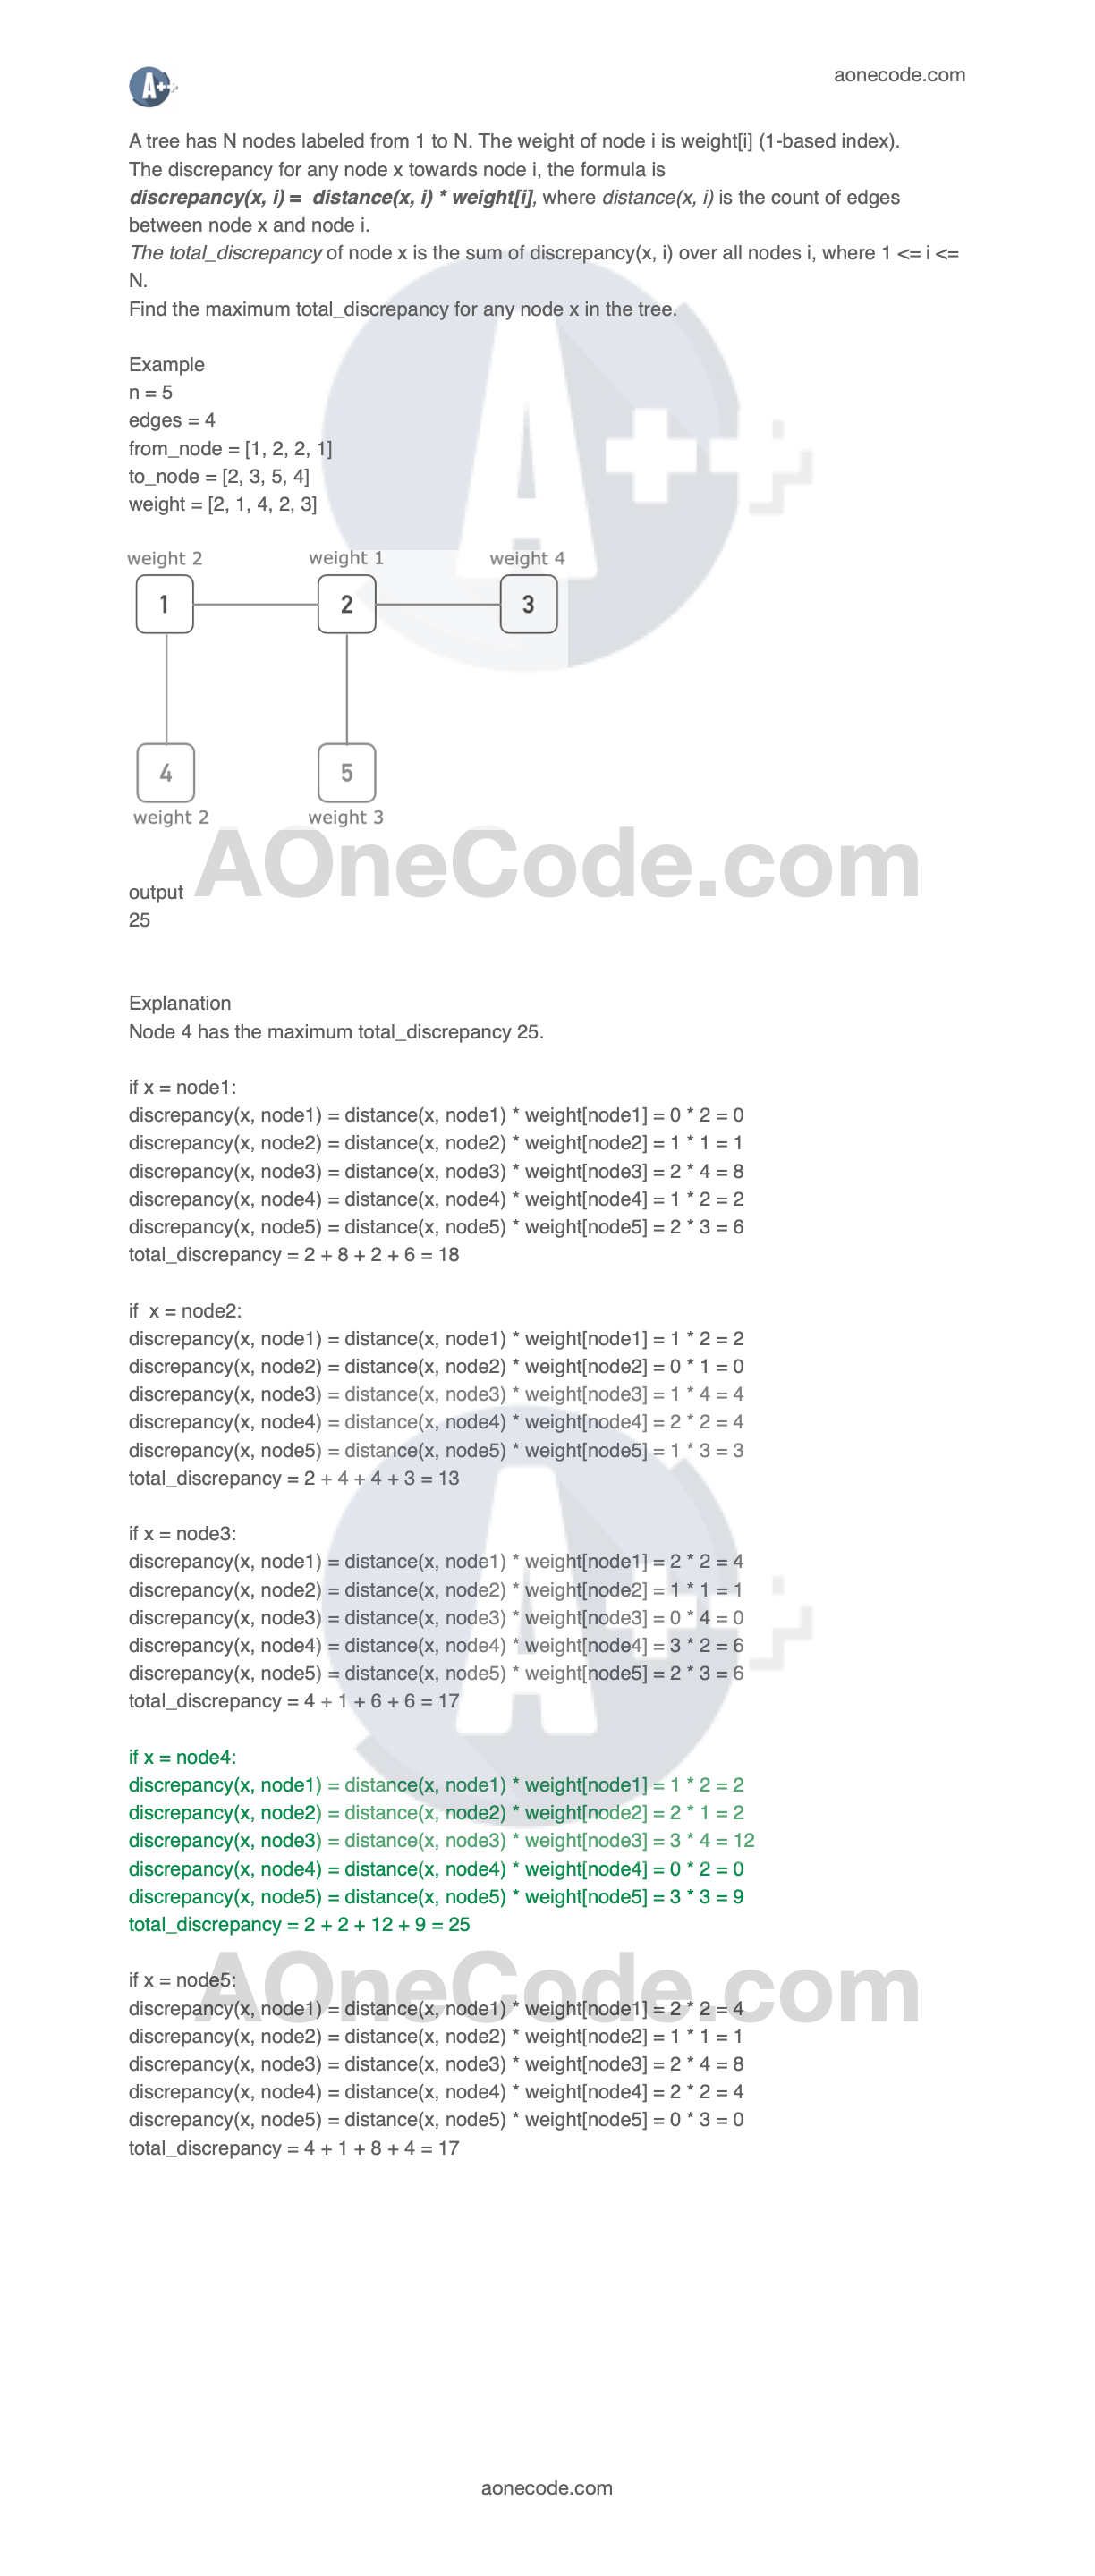 A++
aonecode.com
A tree has N nodes labeled from 1 to N. The weight of node i is weight[i] (1-based index).
The discrepancy for any node x towards node i, the formula is
discrepancy(x, i) =  distance(x, i) * weight[i], where distance(x, i) is the count of edges
between node x and node i.
The total_discrepancy of node x is the sum of discrepancy(x, i) over all nodes i, where 1 <= i <=
N.
Find the maximum total_discrepancy for any node x in the tree.
Example
n = 5
edges = 4
from_node = [1, 2, 2, 1]
to_node = [2, 3, 5, 4]
weight = [2, 1, 4, 2, 3]
A++
weight 2 weight 1 weight 4
1 2 3
4 5
weight 2 weight 3
AOneCode.com
output
25
Explanation
Node 4 has the maximum total_discrepancy 25.
if x = node1:
discrepancy(x, node1) = distance(x, node1) * weight[node1] = 0 * 2 = 0
discrepancy(x, node2) = distance(x, node2) * weight[node2] = 1 * 1 = 1
discrepancy(x, node3) = distance(x, node3) * weight[node3] = 2 * 4 = 8
discrepancy(x, node4) = distance(x, node4) * weight[node4] = 1 * 2 = 2
discrepancy(x, node5) = distance(x, node5) * weight[node5] = 2 * 3 = 6
total_discrepancy = 2 + 8 + 2 + 6 = 18
if  x = node2:
discrepancy(x, node1) = distance(x, node1) * weight[node1] = 1 * 2 = 2
discrepancy(x, node2) = distance(x, node2) * weight[node2] = 0 * 1 = 0
discrepancy(x, node3) = distance(x, node3) * weight[node3] = 1 * 4 = 4
discrepancy(x, node4) = distance(x, node4) * weight[node4] = 2 * 2 = 4
discrepancy(x, node5) = distance(x, node5) * weight[node5] = 1 * 3 = 3
total_discrepancy = 2 + 4 + 4 + 3 = 13
if x = node3:
discrepancy(x, node1) = distance(x, node1) * weight[node1] = 2 * 2 = 4
discrepancy(x, node2) = distance(x, node2) * weight[node2] = 1 * 1 = 1
discrepancy(x, node3) = distance(x, node3) * weight[node3] = 0 * 4 = 0
discrepancy(x, node4) = distance(x, node4) * weight[node4] = 3 * 2 = 6
discrepancy(x, node5) = distance(x, node5) * weight[node5] = 2 * 3 = 6
total_discrepancy = 4 + 1 + 6 + 6 = 17
A++
if x = node4:
discrepancy(x, node1) = distance(x, node1) * weight[node1] = 1 * 2 = 2
discrepancy(x, node2) = distance(x, node2) * weight[node2] = 2 * 1 = 2
discrepancy(x, node3) = distance(x, node3) * weight[node3] = 3 * 4 = 12
discrepancy(x, node4) = distance(x, node4) * weight[node4] = 0 * 2 = 0
discrepancy(x, node5) = distance(x, node5) * weight[node5] = 3 * 3 = 9
total_discrepancy = 2 + 2 + 12 + 9 = 25
AOneCode.com
if x = node5:
discrepancy(x, node1) = distance(x, node1) * weight[node1] = 2 * 2 = 4
discrepancy(x, node2) = distance(x, node2) * weight[node2] = 1 * 1 = 1
discrepancy(x, node3) = distance(x, node3) * weight[node3] = 2 * 4 = 8
discrepancy(x, node4) = distance(x, node4) * weight[node4] = 2 * 2 = 4
discrepancy(x, node5) = distance(x, node5) * weight[node5] = 0 * 3 = 0
total_discrepancy = 4 + 1 + 8 + 4 = 17
aonecode.com